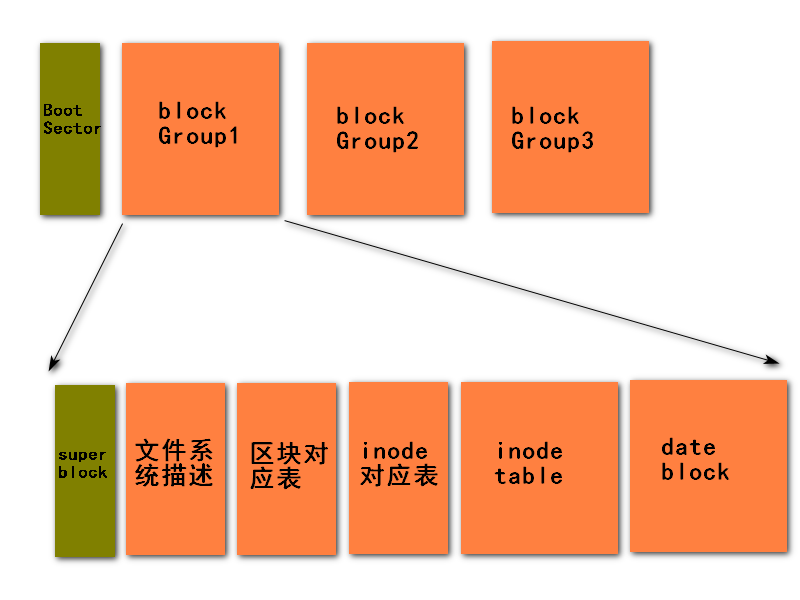 Boot
Sector
block
Group1
block
Group2
block
Group3
super
block
文件系
统描述
区块对
应表
inode
对应表
inode
table
date
block